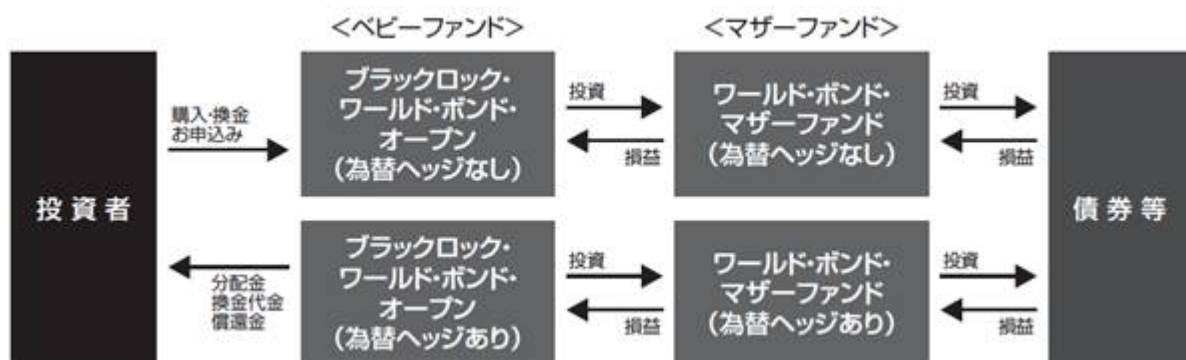 ＜ベビーファンド＞
＜マザーファンド＞
投資者
購入・換金
お申込み
ブラックロック・
ワールド・ボンド・
オープン
（為替ヘッジなし）
投資
損益
ワールド・ボンド・
マザーファンド
（為替ヘッジなし）
投資
損益
債券等
分配金
換金代金
償還金
ブラックロック・
ワールド・ボンド・
オープン
（為替ヘッジあり）
投資
損益
ワールド・ボンド・
マザーファンド
（為替ヘッジあり）
投資
損益